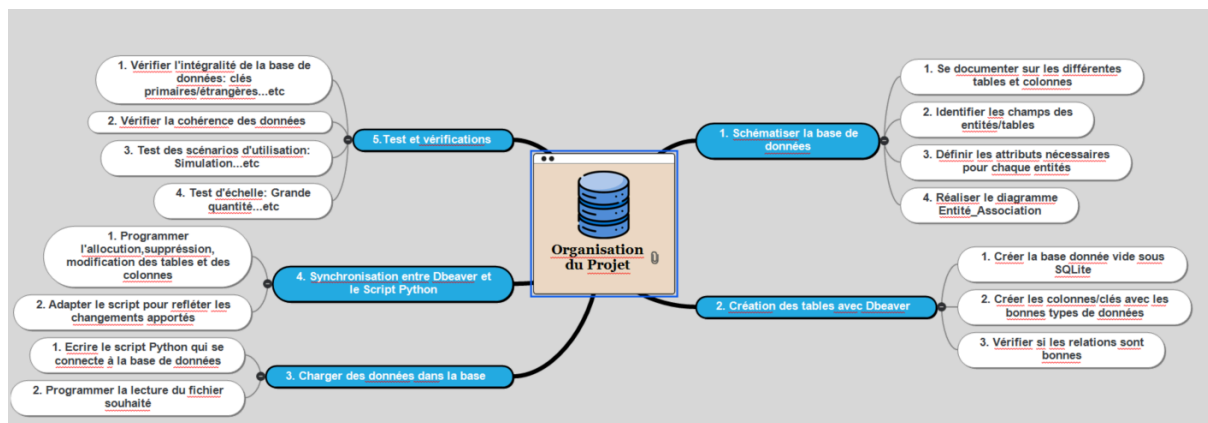 Organisation
du Projet
1. Schématiser la base de
données
1. Se documenter sur les différentes
tables et colonnes
2. Identifier les champs des
entités/tables
3. Définir les attributs nécessaires
pour chaque entités
4. Réaliser le diagramme
Entité_Association
2. Création des tables avec Dbeaver
1. Créer la base donnée vide sous
SQLite
2. Créer les colonnes/clés avec les
bonnes types de données
3. Vérifier si les relations sont
bonnes
3. Charger des données dans la base
1. Ecrire le script Python qui se
connecte à la base de données
2. Programmer la lecture du fichier
souhaité
4. Synchronisation entre Dbeaver et
le Script Python
1. Programmer
l'allocution,suppréssion,
modification des tables et des
colonnes
2. Adapter le script pour refléter les
changements apportés
5.Test et vérifications
1. Vérifier l'intégralité de la base de
données: clés
primaires/étrangères...etc
2. Vérifier la cohérence des données
3. Test des scénarios d'utilisation:
Simulation...etc
4. Test d'échelle: Grande
quantité...etc